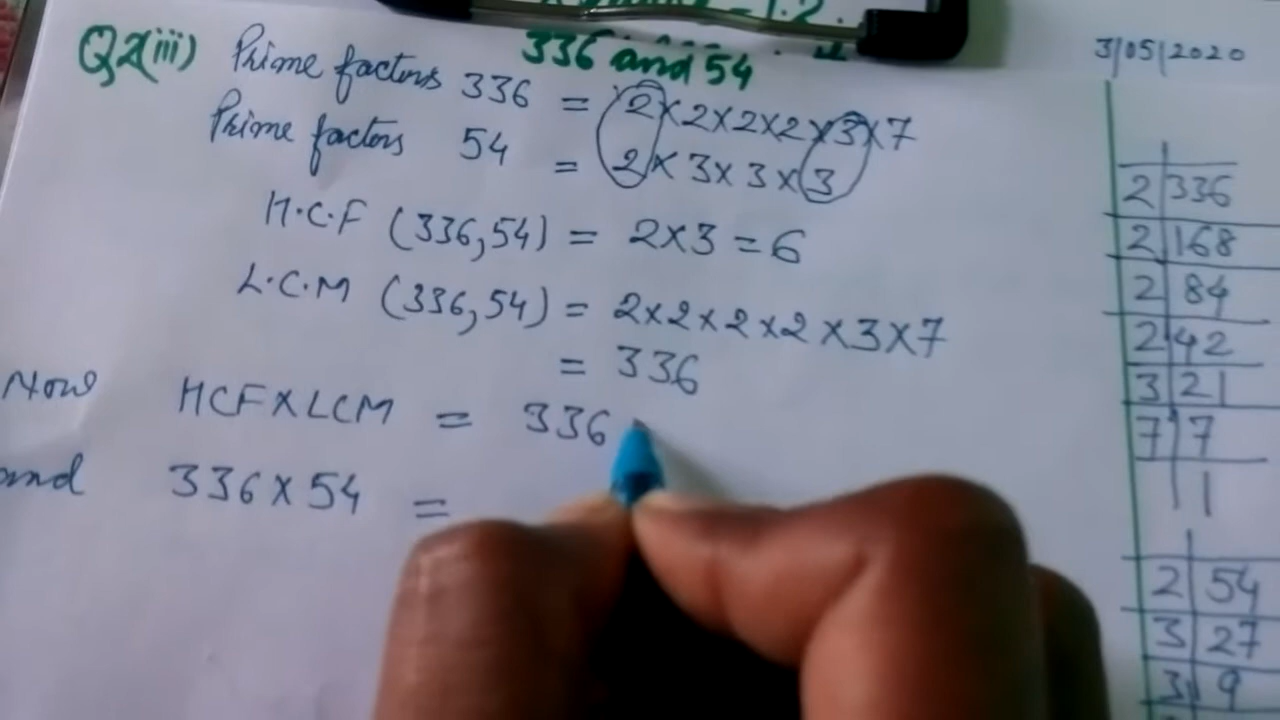 336 and 54
3/05/2020
Q2(iii) Prime factors 336 = 2×2×2×2×3×7
Prime factors 54 = 2×3×3×3
H.C.F (336,54) = 2×3 = 6
L.C.M (336,54) = 2×2×2×2×3×7
= 336
Now HCF×LCM = 336
and 336×54 =
2 336
2 168
2 84
2 42
3 21
7 7
1
2 54
3 27
3 9